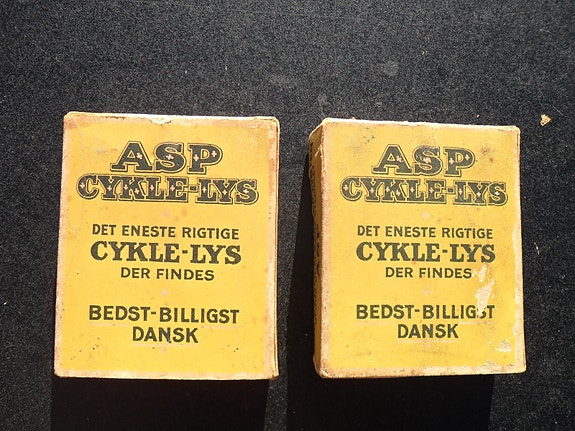 ASP
CYKLE-LYS
DET ENESTE RIGTIGE
CYKLE-LYS
DER FINDES
BEDST-BILLIGST
DANSK
ASP
CYKLE-LYS
DET ENESTE RIGTIGE
CYKLE-LYS
DER FINDES
BEDST-BILLIGST
DANSK